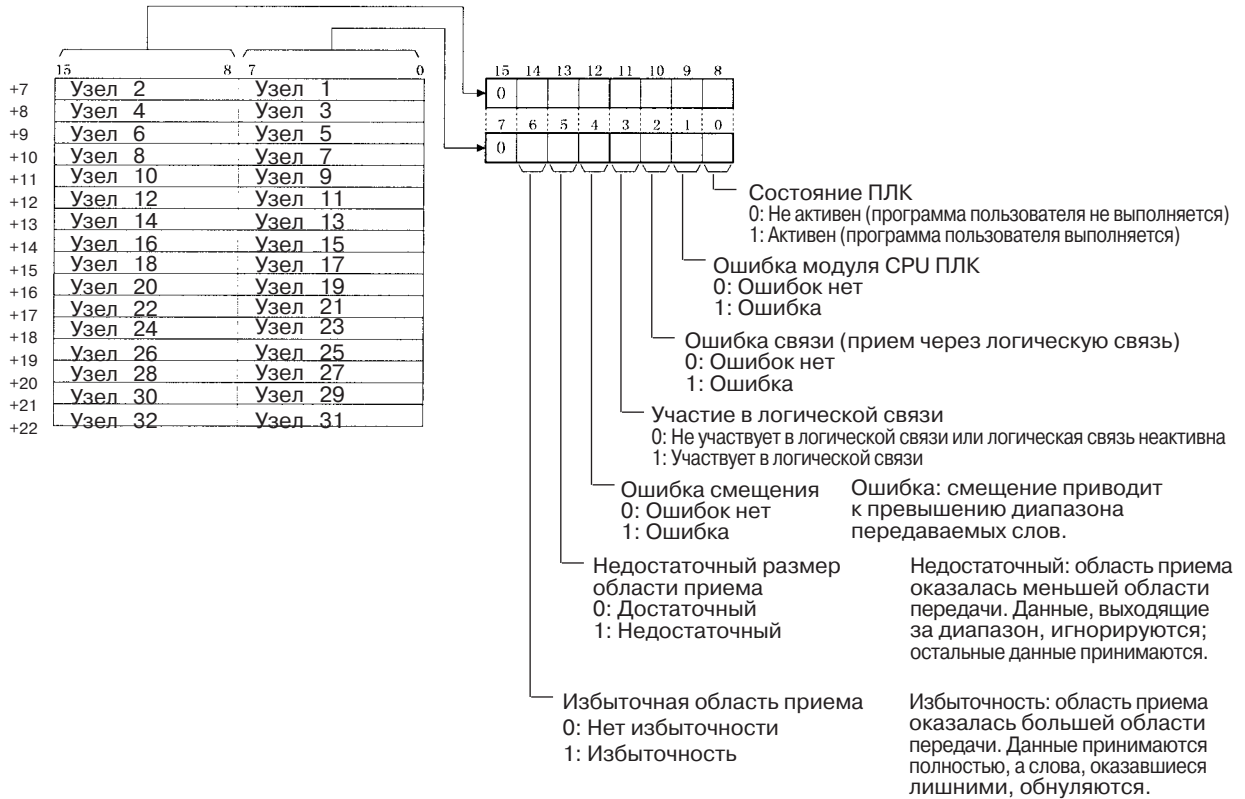 15 8 7 0
+7 Узел 2 Узел 1
+8 Узел 4 Узел 3
+9 Узел 6 Узел 5
+10 Узел 8 Узел 7
+11 Узел 10 Узел 9
+12 Узел 12 Узел 11
+13 Узел 14 Узел 13
+14 Узел 16 Узел 15
+15 Узел 18 Узел 17
+16 Узел 20 Узел 19
+17 Узел 22 Узел 21
+18 Узел 24 Узел 23
+19 Узел 26 Узел 25
+20 Узел 28 Узел 27
+21 Узел 30 Узел 29
+22 Узел 32 Узел 31
15 14 13 12 11 10 9 8
0
7 6 5 4 3 2 1 0
0
Состояние ПЛК
0: Не активен (программа пользователя не выполняется)
1: Активен (программа пользователя выполняется)
Ошибка модуля CPU ПЛК
0: Ошибок нет
1: Ошибка
Ошибка связи (прием через логическую связь)
0: Ошибок нет
1: Ошибка
Участие в логической связи
0: Не участвует в логической связи или логическая связь неактивна
1: Участвует в логической связи
Ошибка смещения
0: Ошибок нет
1: Ошибка
Ошибка: смещение приводит
к превышению диапазона
передаваемых слов.
Недостаточный размер
области приема
0: Достаточный
1: Недостаточный
Недостаточный: область приема
оказалась меньшей области
передачи. Данные, выходящие
за диапазон, игнорируются;
остальные данные принимаются.
Избыточная область приема
0: Нет избыточности
1: Избыточность
Избыточность: область приема
оказалась большей области
передачи. Данные принимаются
полностью, а слова, оказавшиеся
лишними, обнуляются.